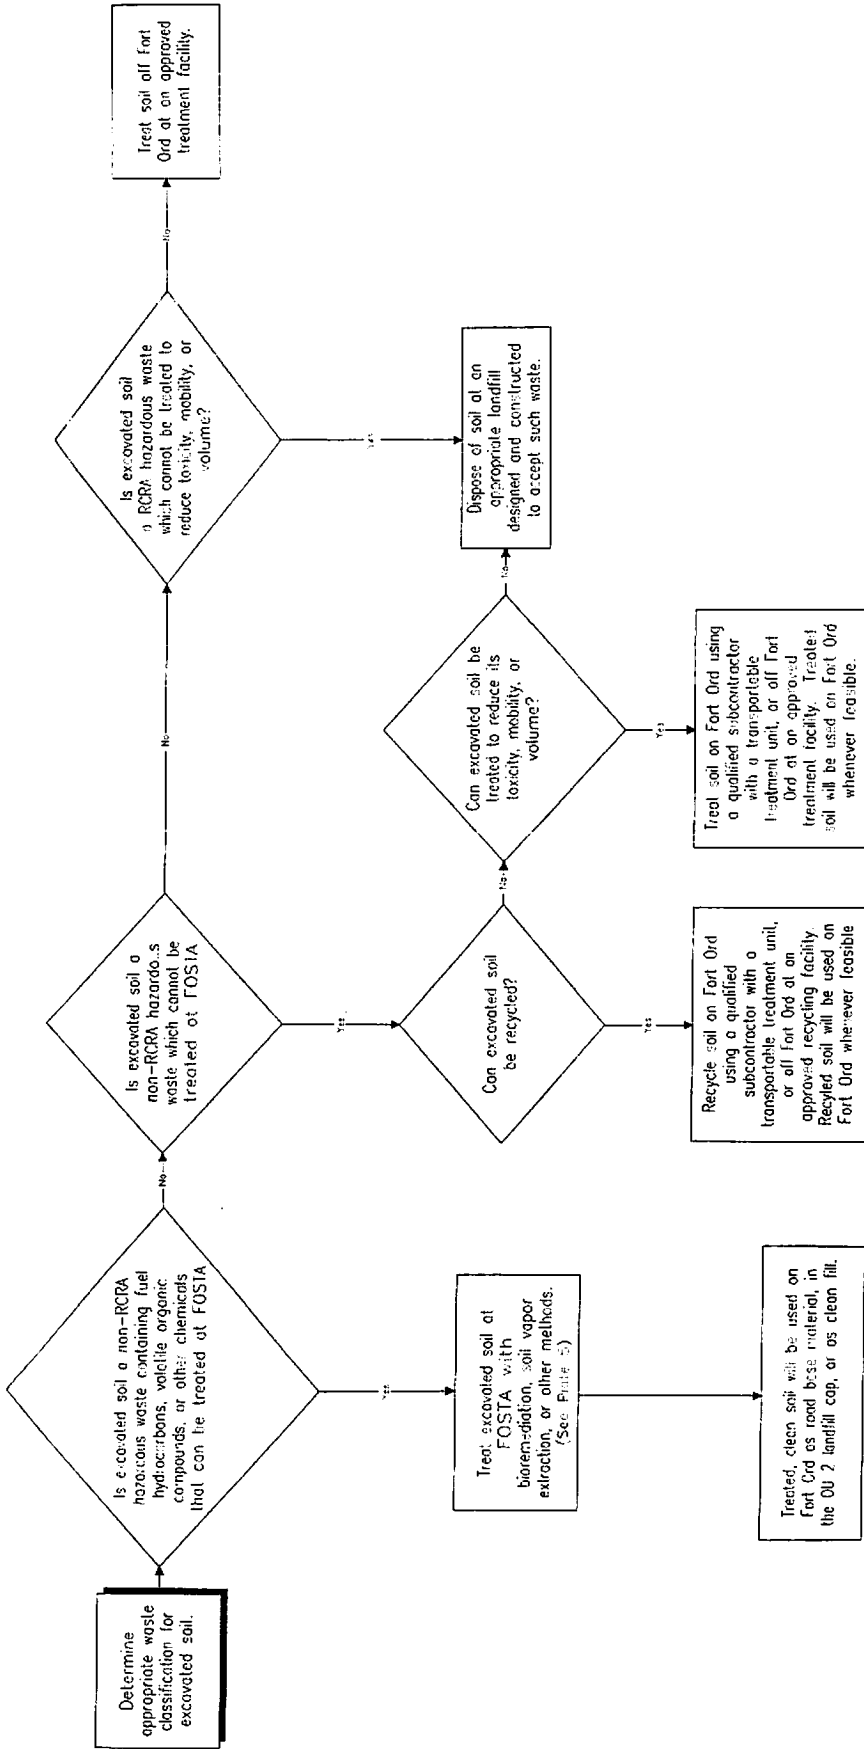 Determine
appropriate waste
classification for
excavated soil.
Is excavated soil a non-RCRA
hazardous waste containing fuel
hydrocarbons, volatile organic
compounds, or other chemicals
that can be treated at FOSTA
No
Yes
Treat excavated soil at
FOSTA with
bioremediation, soil vapor
extraction, or other methods.
(See Plate 5)
Treated, clean soil will be used on
Fort Ord as road base material, in
the OU 2 landfill cap, or as clean fill.
Is excavated soil a
non-RCRA hazardous
waste which cannot be
treated at FOSTA
No
Yes
Can excavated soil
be recycled?
No
Yes
Recycle soil on Fort Ord
using a qualified
subcontractor with a
transportable treatment unit,
or off Fort Ord at an
approved recycling facility.
Recyled soil will be used on
Fort Ord whenever feasible
Can excavated soil be
treated to reduce its
toxicity, mobility, or
volume?
No
Yes
Treat soil on Fort Ord using
a qualified subcontractor
with a transportable
treatment unit, or off Fort
Ord at an approved
treatment facility. Treated
soil will be used on Fort Ord
whenever feasible.
Is excavated soil
a RCRA hazardous waste
which cannot be treated to
reduce toxicity, mobility, or
volume?
No
Yes
Dispose of soil at an
appropriate landfill
designed and constructed
to accept such waste.
Treat soil off Fort
Ord at an approved
treatment facility.